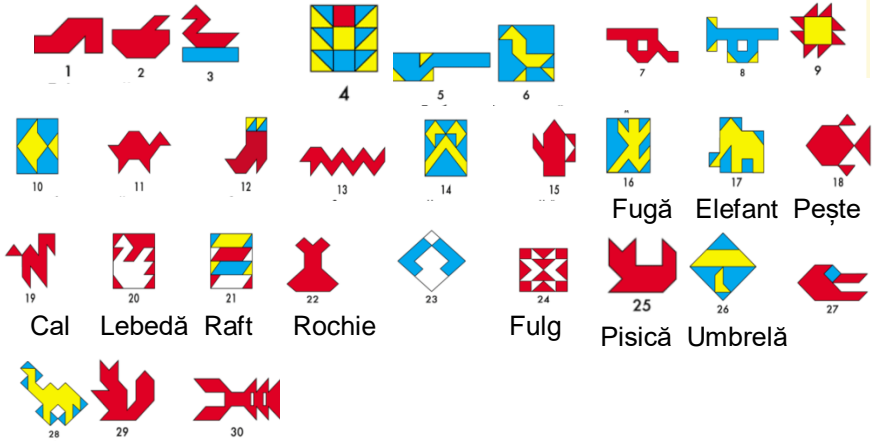 1 2 3 4 5 6 7 8 9
10 11 12 13 14 15 16 17 18
Fugă Elefant Pește
19 20 21 22 23 24 25 26 27
Cal Lebedă Raft Rochie Fulg Pisică Umbrelă
28 29 30